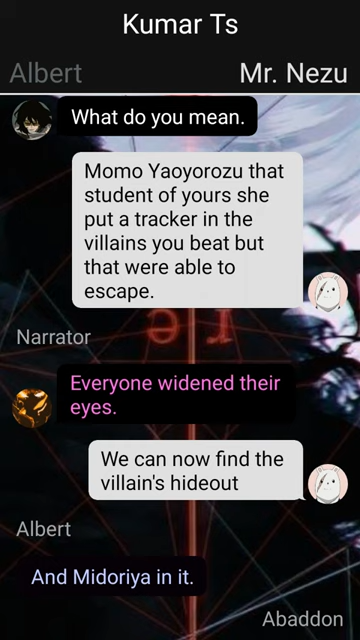 Kumar Ts
Albert
Mr. Nezu
What do you mean.
Momo Yaoyorozu that
student of yours she
put a tracker in the
villains you beat but
that were able to
escape.
Narrator
Everyone widened their
eyes.
We can now find the
villain's hideout
Albert
And Midoriya in it.
Abaddon